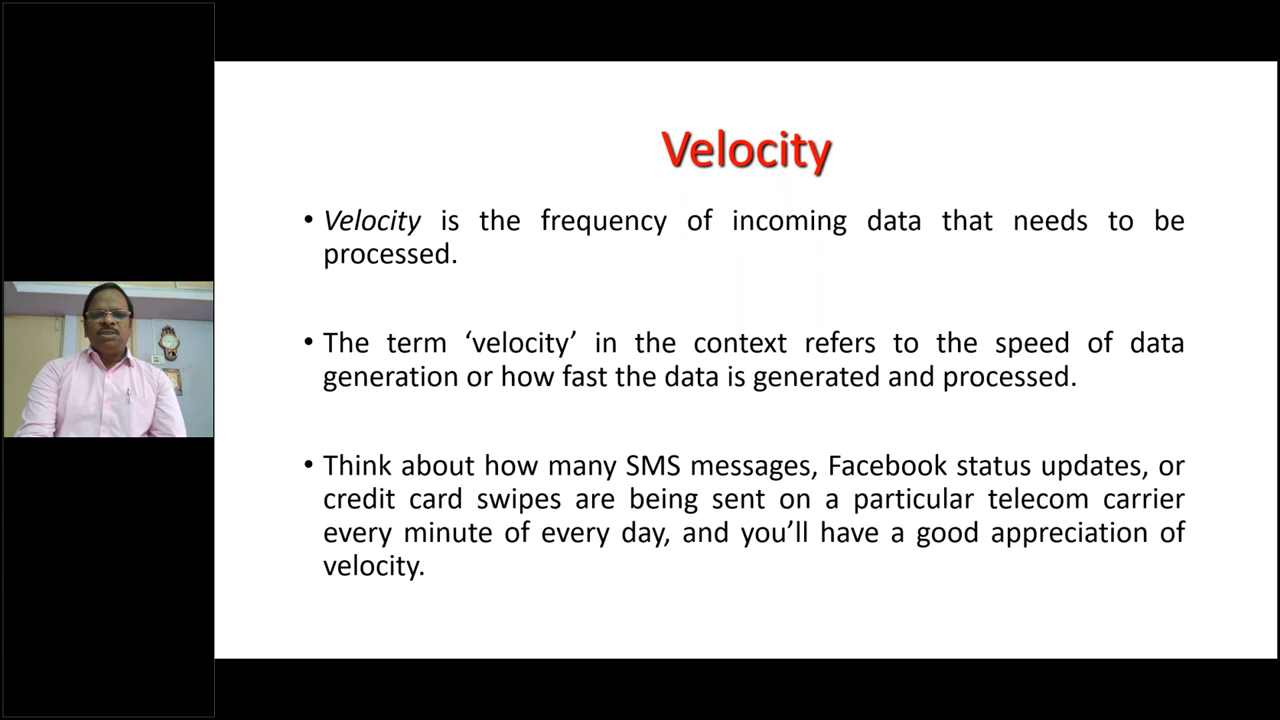 Velocity
• Velocity is the frequency of incoming data that needs to be
processed.
• The term ‘velocity’ in the context refers to the speed of data
generation or how fast the data is generated and processed.
• Think about how many SMS messages, Facebook status updates, or
credit card swipes are being sent on a particular telecom carrier
every minute of every day, and you’ll have a good appreciation of
velocity.